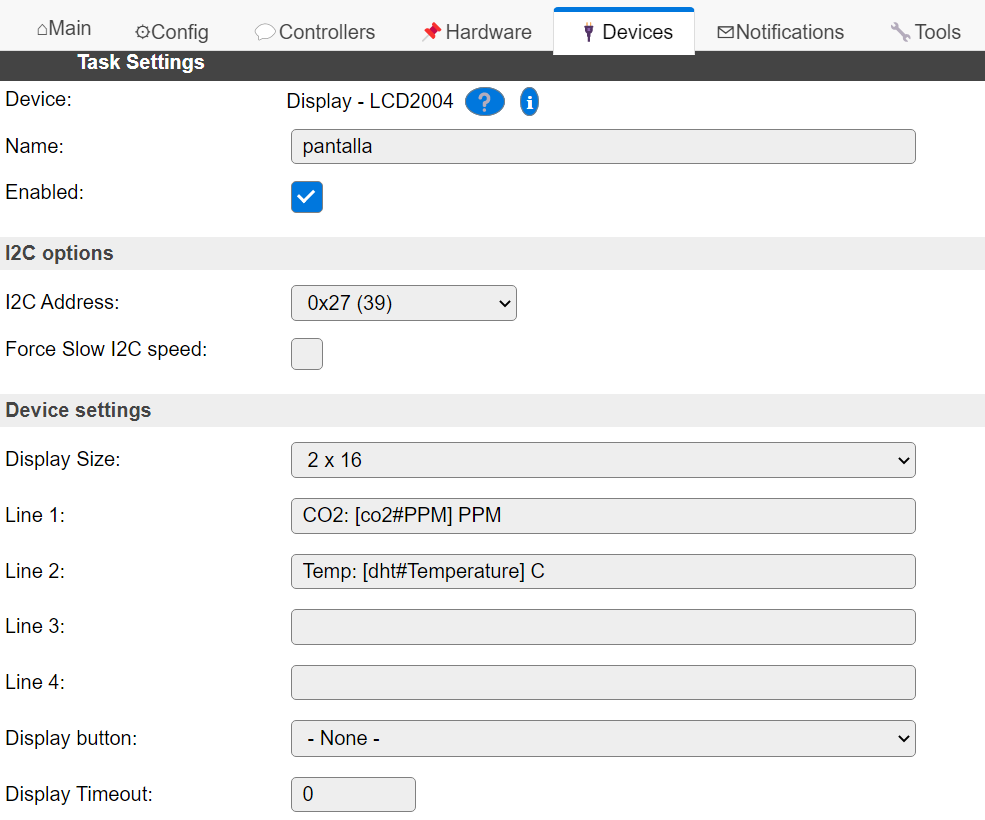 Main Config Controllers Hardware Devices Notifications Tools
Task Settings
Device: Display - LCD2004 ? i
Name: pantalla
Enabled:
I2C options
I2C Address: 0x27 (39)
Force Slow I2C speed:
Device settings
Display Size: 2 x 16
Line 1: CO2: [co2#PPM] PPM
Line 2: Temp: [dht#Temperature] C
Line 3:
Line 4:
Display button: - None -
Display Timeout: 0